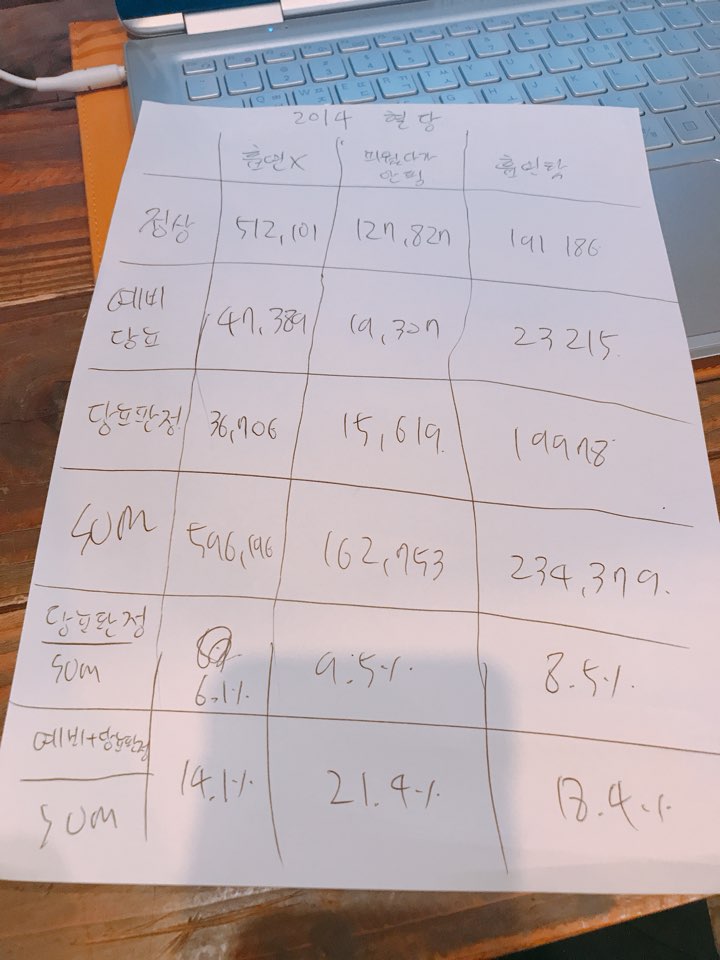 2014 혈당
흡연X 피웠다가 흡연탁
안핌
정상 512,101 127,827 191 186
예비
당뇨 47,389 19,307 23 215
당뇨판정 36,706 15,619 19978
SUM 596,196 162,753 234,379.
당뇨판정
SUM 6.1% 9.5% 8.5%
예비+당뇨판정
SUM 14.1% 21.4% 18.4%